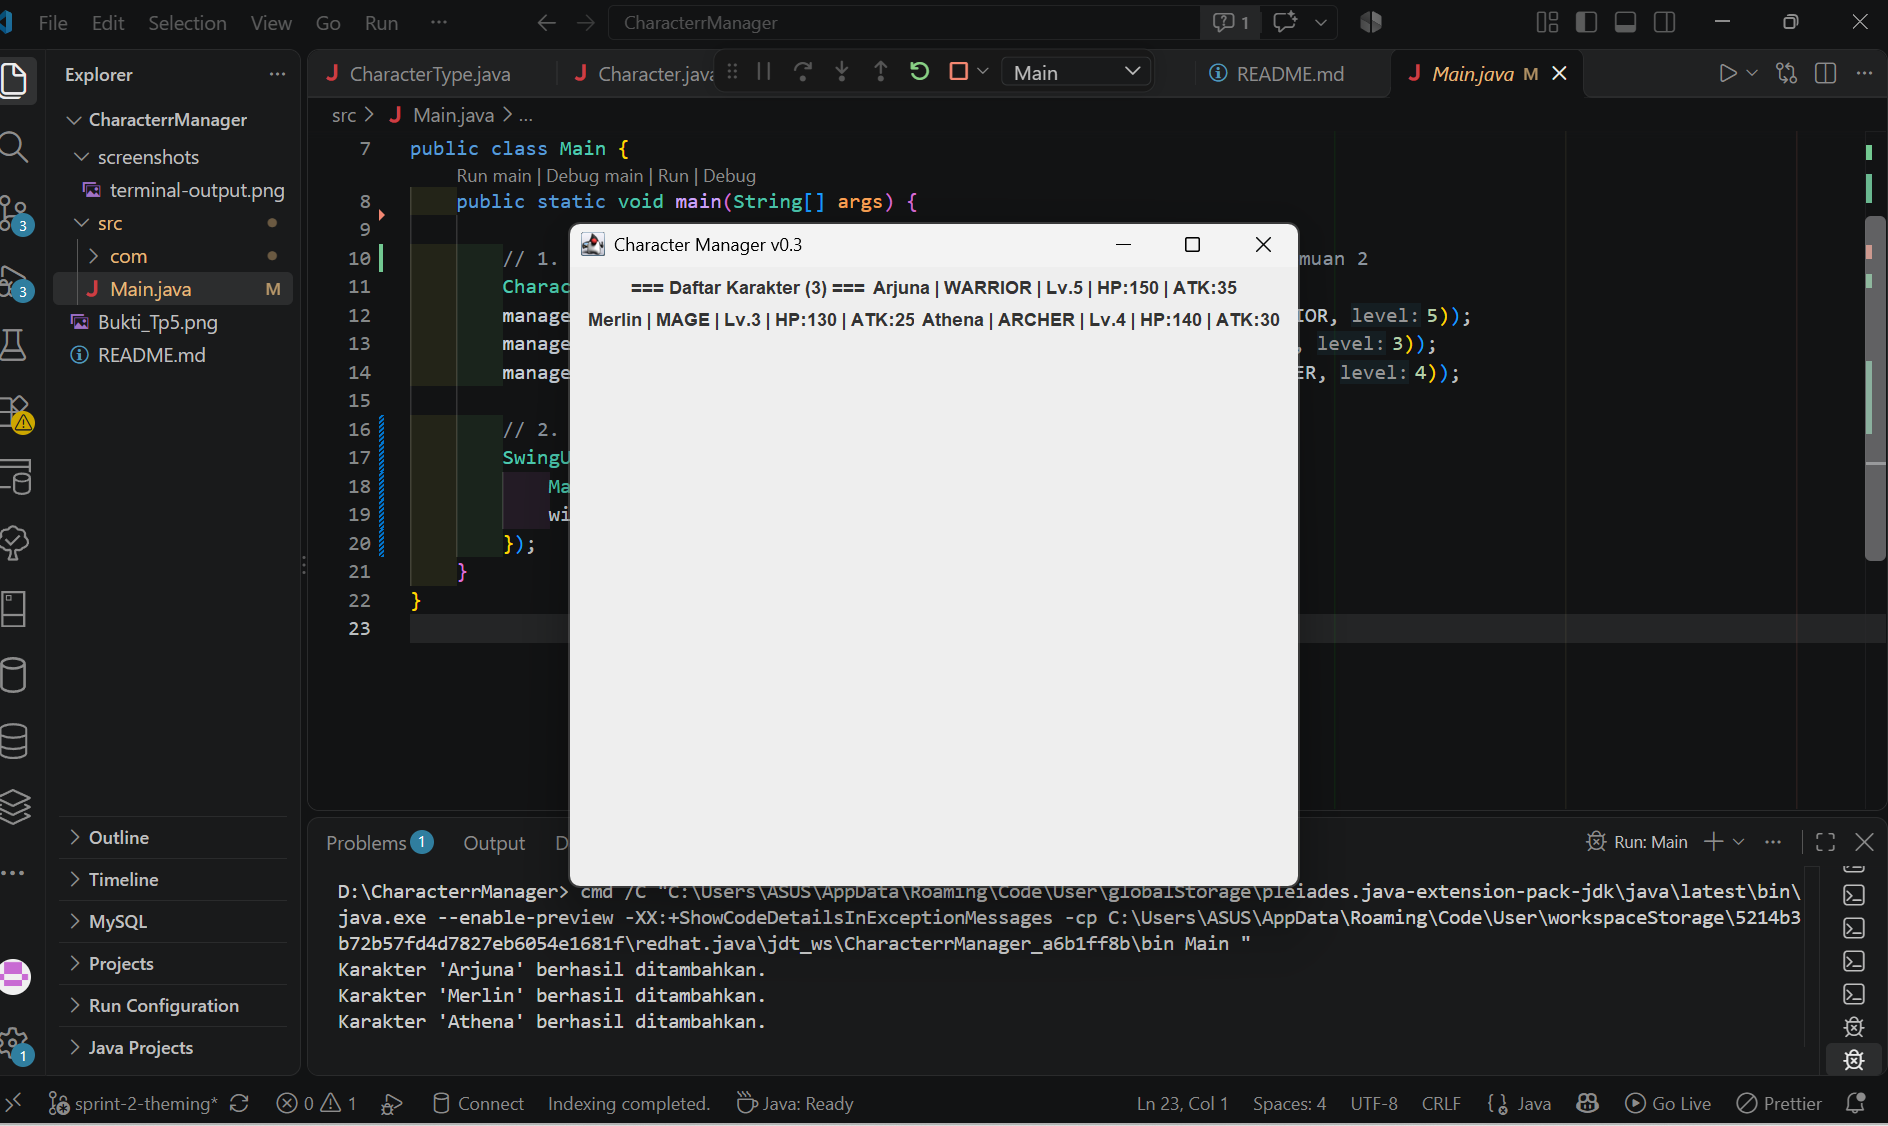 File Edit Selection View Go Run ... CharacterrManager 1
Explorer ...
CharacterrManager
screenshots
terminal-output.png
src
com
Main.java M
Bukti_Tp5.png
README.md
Outline
Timeline
MySQL
Projects
Run Configuration
Java Projects
3
3
1
CharacterType.java Character.java Main README.md Main.java M
src > Main.java > ...
7 public class Main {
Run main | Debug main | Run | Debug
8 public static void main(String[] args) {
9
10 // 1. muan 2
11 Charac
12 manage IOR, level: 5));
13 manage , level: 3));
14 manage ER, level: 4));
15
16 // 2.
17 SwingU
18 Ma
19 wi
20 });
21 }
22 }
23
Character Manager v0.3
=== Daftar Karakter (3) === Arjuna | WARRIOR | Lv.5 | HP:150 | ATK:35
Merlin | MAGE | Lv.3 | HP:130 | ATK:25 Athena | ARCHER | Lv.4 | HP:140 | ATK:30
Problems 1 Output D Run: Main
D:\CharacterrManager> cmd /C "C:\Users\ASUS\AppData\Roaming\Code\User\globalStorage\pleiades.java-extension-pack-jdk\java\latest\bin\
java.exe --enable-preview -XX:+ShowCodeDetailsInExceptionMessages -cp C:\Users\ASUS\AppData\Roaming\Code\User\workspaceStorage\5214b3
b72b57fd4d7827eb6054e1681f\redhat.java\jdt_ws\CharacterrManager_a6b1ff8b\bin Main "
Karakter 'Arjuna' berhasil ditambahkan.
Karakter 'Merlin' berhasil ditambahkan.
Karakter 'Athena' berhasil ditambahkan.
sprint-2-theming* 0 1 Connect Indexing completed. Java: Ready Ln 23, Col 1 Spaces: 4 UTF-8 CRLF {} Java Go Live Prettier